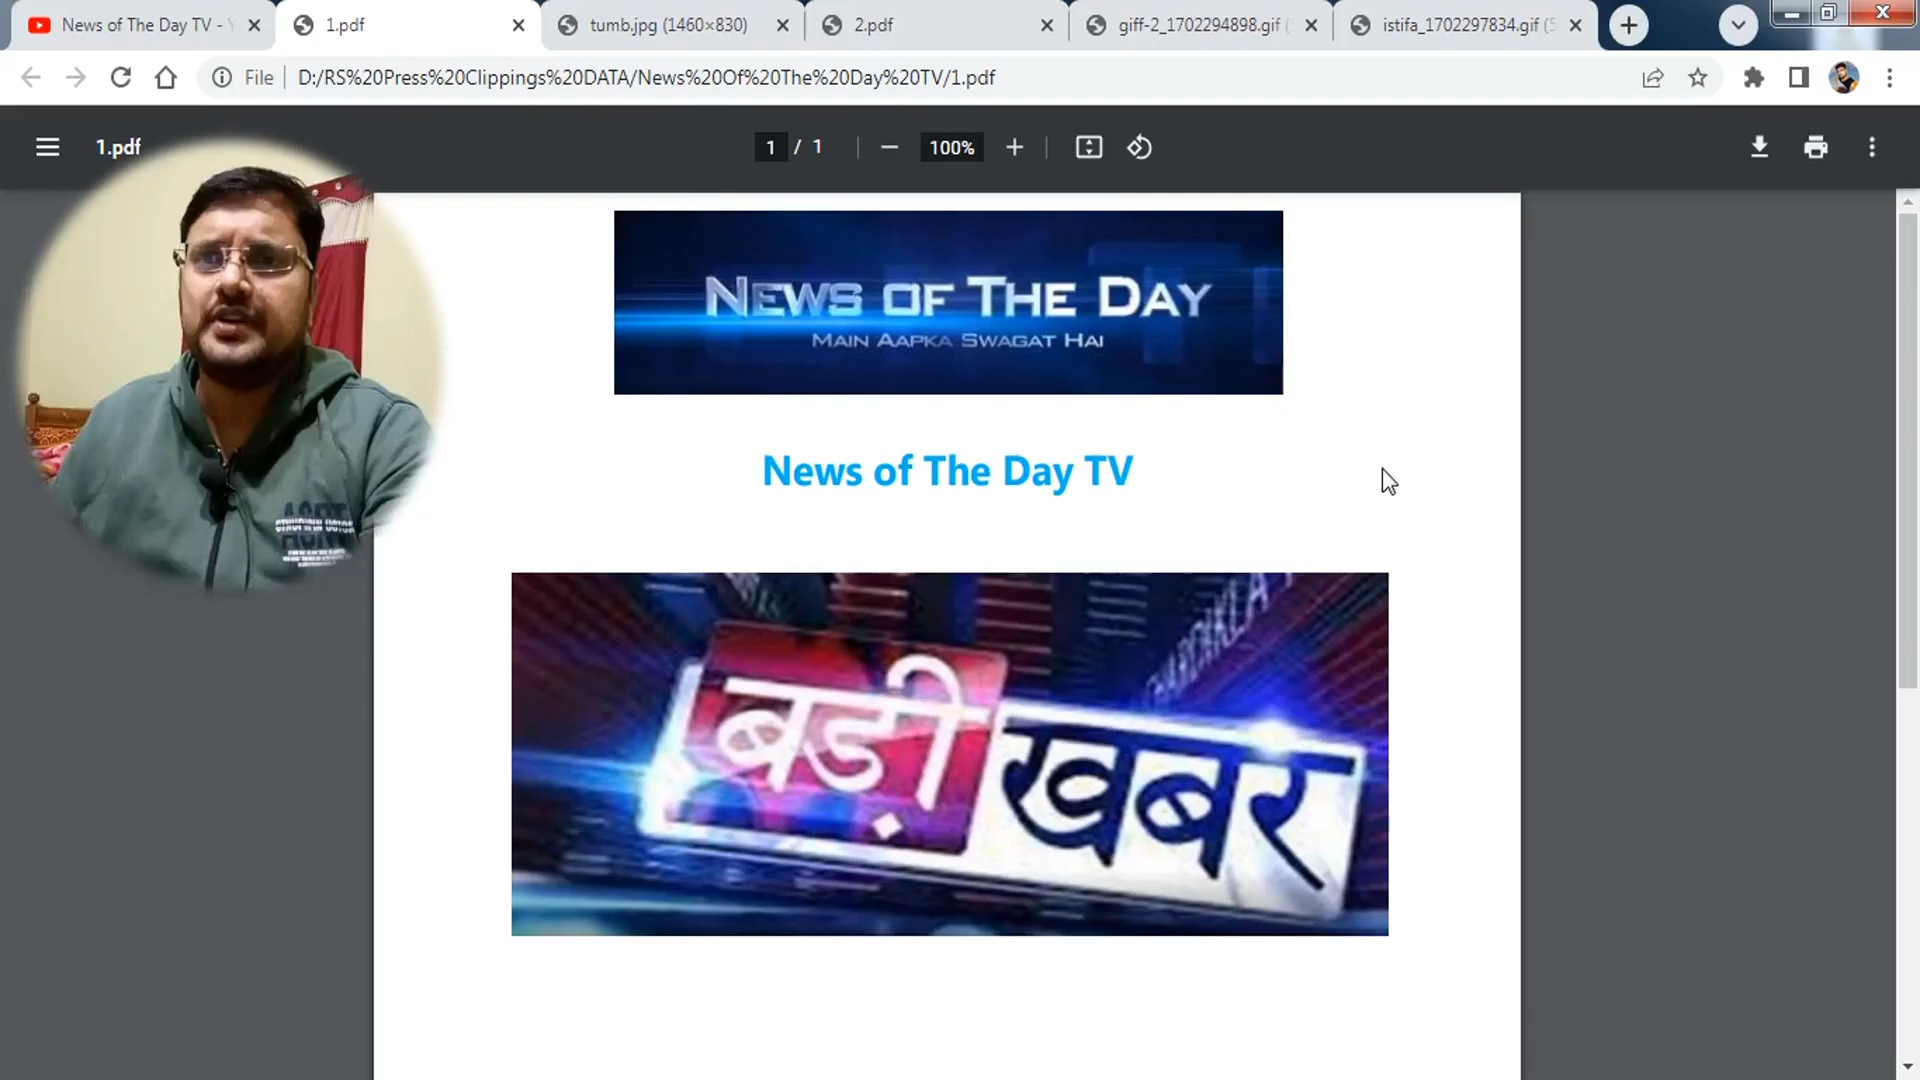 News of The Day TV - Y
1.pdf
tumb.jpg (1460×830)
2.pdf
giff-2_1702294898.gif (
istifa_1702297834.gif (5
File
D:/RS%20Press%20Clippings%20DATA/News%20Of%20The%20Day%20TV/1.pdf
1.pdf
1 / 1
100%
NEWS OF THE DAY
MAIN AAPKA SWAGAT HAI
News of The Day TV
CHARDIKLA
बड़ी खबर